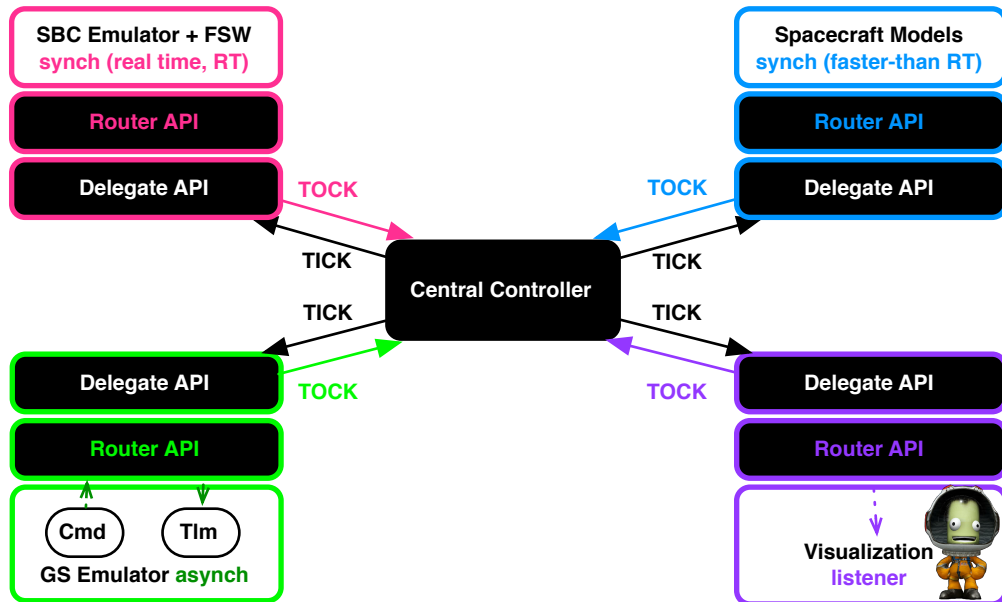 SBC Emulator + FSW
synch (real time, RT)
Router API
Delegate API
TOCK
TICK
Spacecraft Models
synch (faster-than RT)
Router API
Delegate API
TOCK
TICK
Central Controller
TICK
TOCK
Delegate API
Router API
Cmd
Tlm
GS Emulator asynch
TICK
TOCK
Delegate API
Router API
Visualization
listener